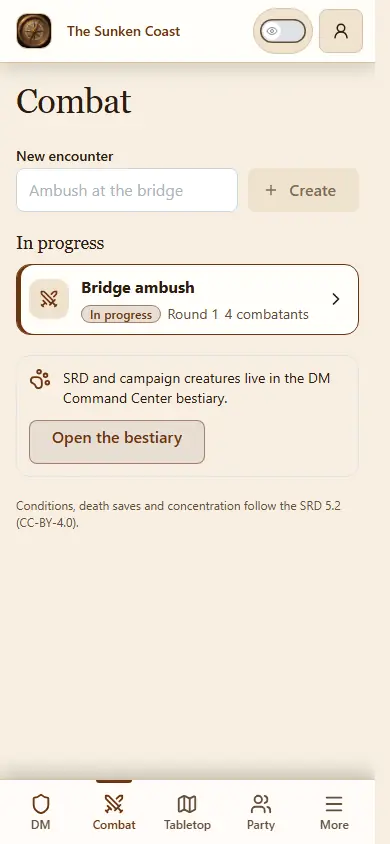 The Sunken Coast
Combat
New encounter
Ambush at the bridge
+ Create
In progress
Bridge ambush
In progress Round 1 4 combatants
SRD and campaign creatures live in the DM
Command Center bestiary.
Open the bestiary
Conditions, death saves and concentration follow the SRD 5.2
(CC-BY-4.0).
DM Combat Tabletop Party More